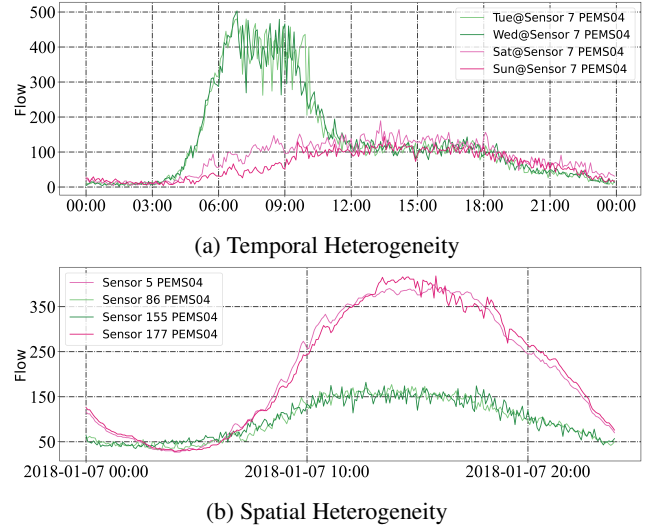 500
400
300
200
100
0
Flow
Tue@Sensor 7 PEMS04
Wed@Sensor 7 PEMS04
Sat@Sensor 7 PEMS04
Sun@Sensor 7 PEMS04
00:00 03:00 06:00 09:00 12:00 15:00 18:00 21:00 00:00
(a) Temporal Heterogeneity
350
250
150
50
Flow
Sensor 5 PEMS04
Sensor 86 PEMS04
Sensor 155 PEMS04
Sensor 177 PEMS04
2018-01-07 00:00 2018-01-07 10:00 2018-01-07 20:00
(b) Spatial Heterogeneity